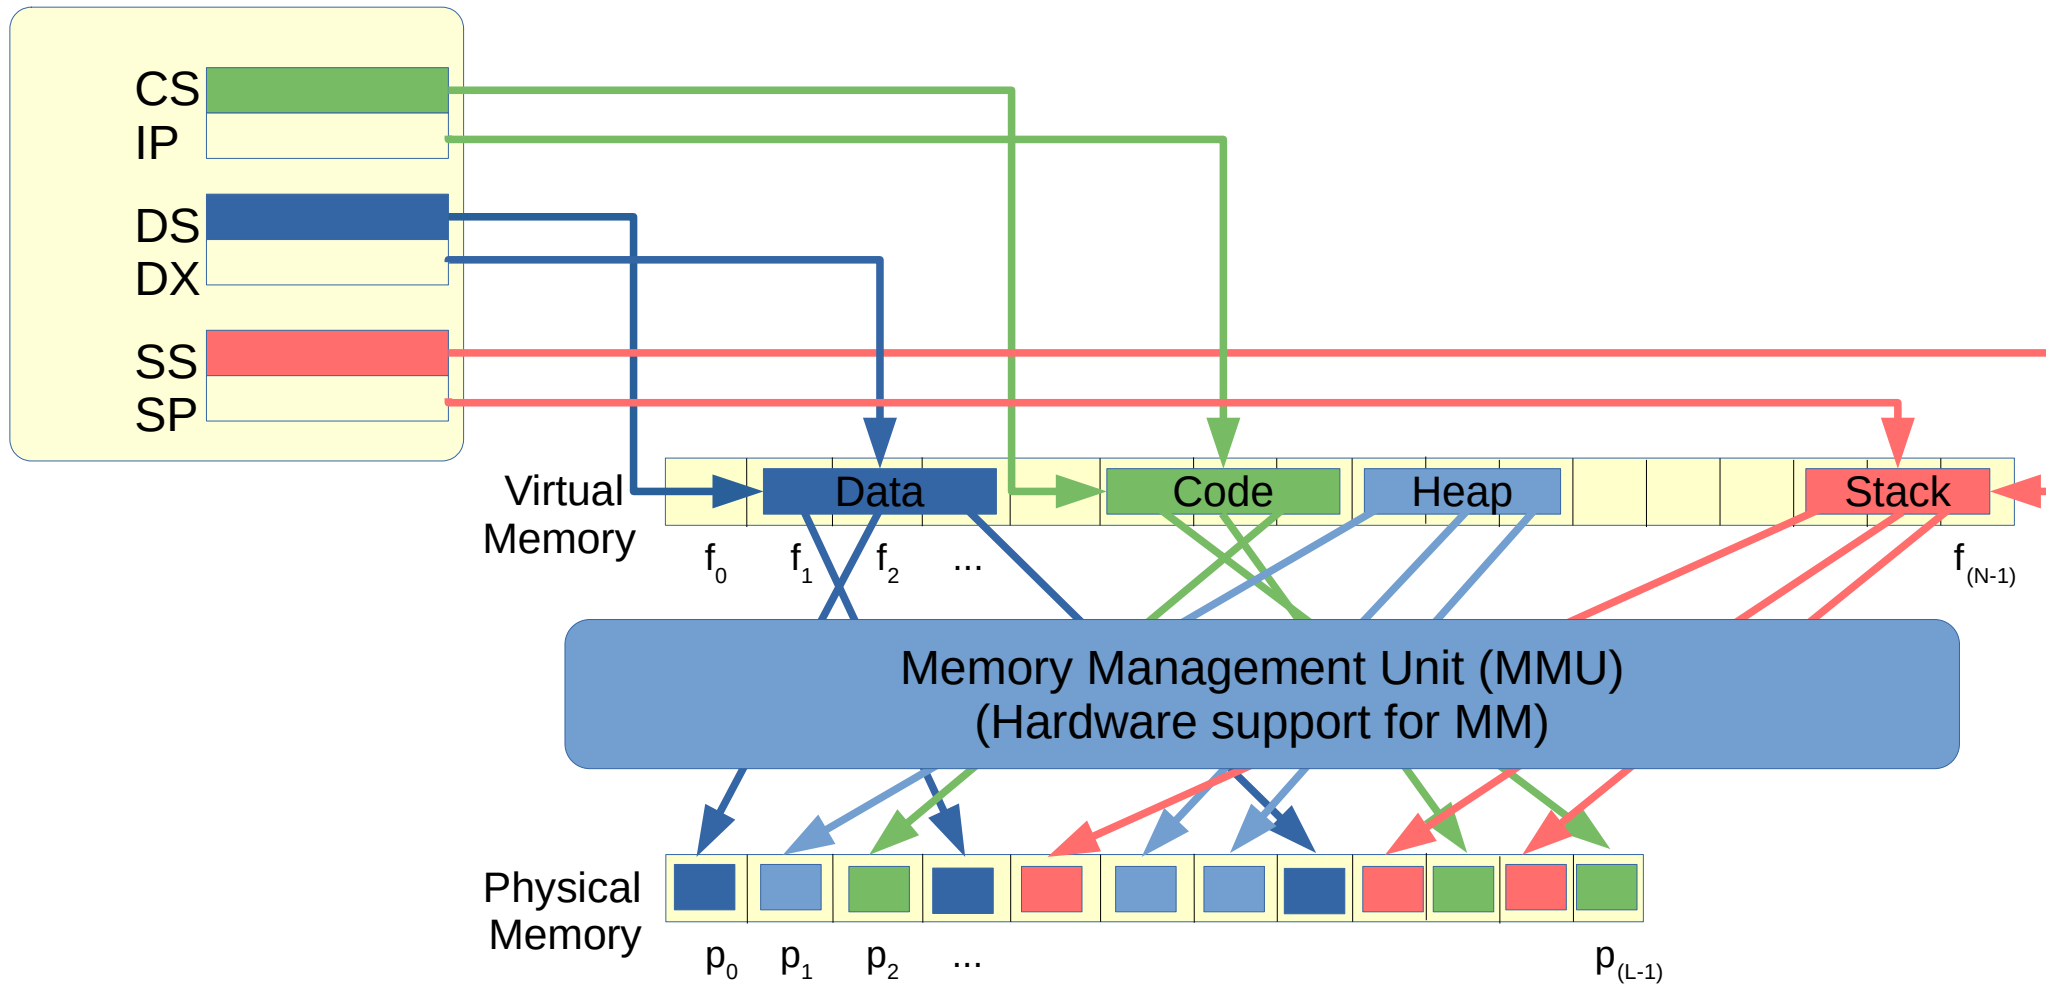 CS
IP
DS
DX
SS
SP
Virtual
Memory
Data
Code
Heap
Stack
f0
f1
f2
...
f(N-1)
Memory Management Unit (MMU)
(Hardware support for MM)
Physical
Memory
p0
p1
p2
...
p(L-1)